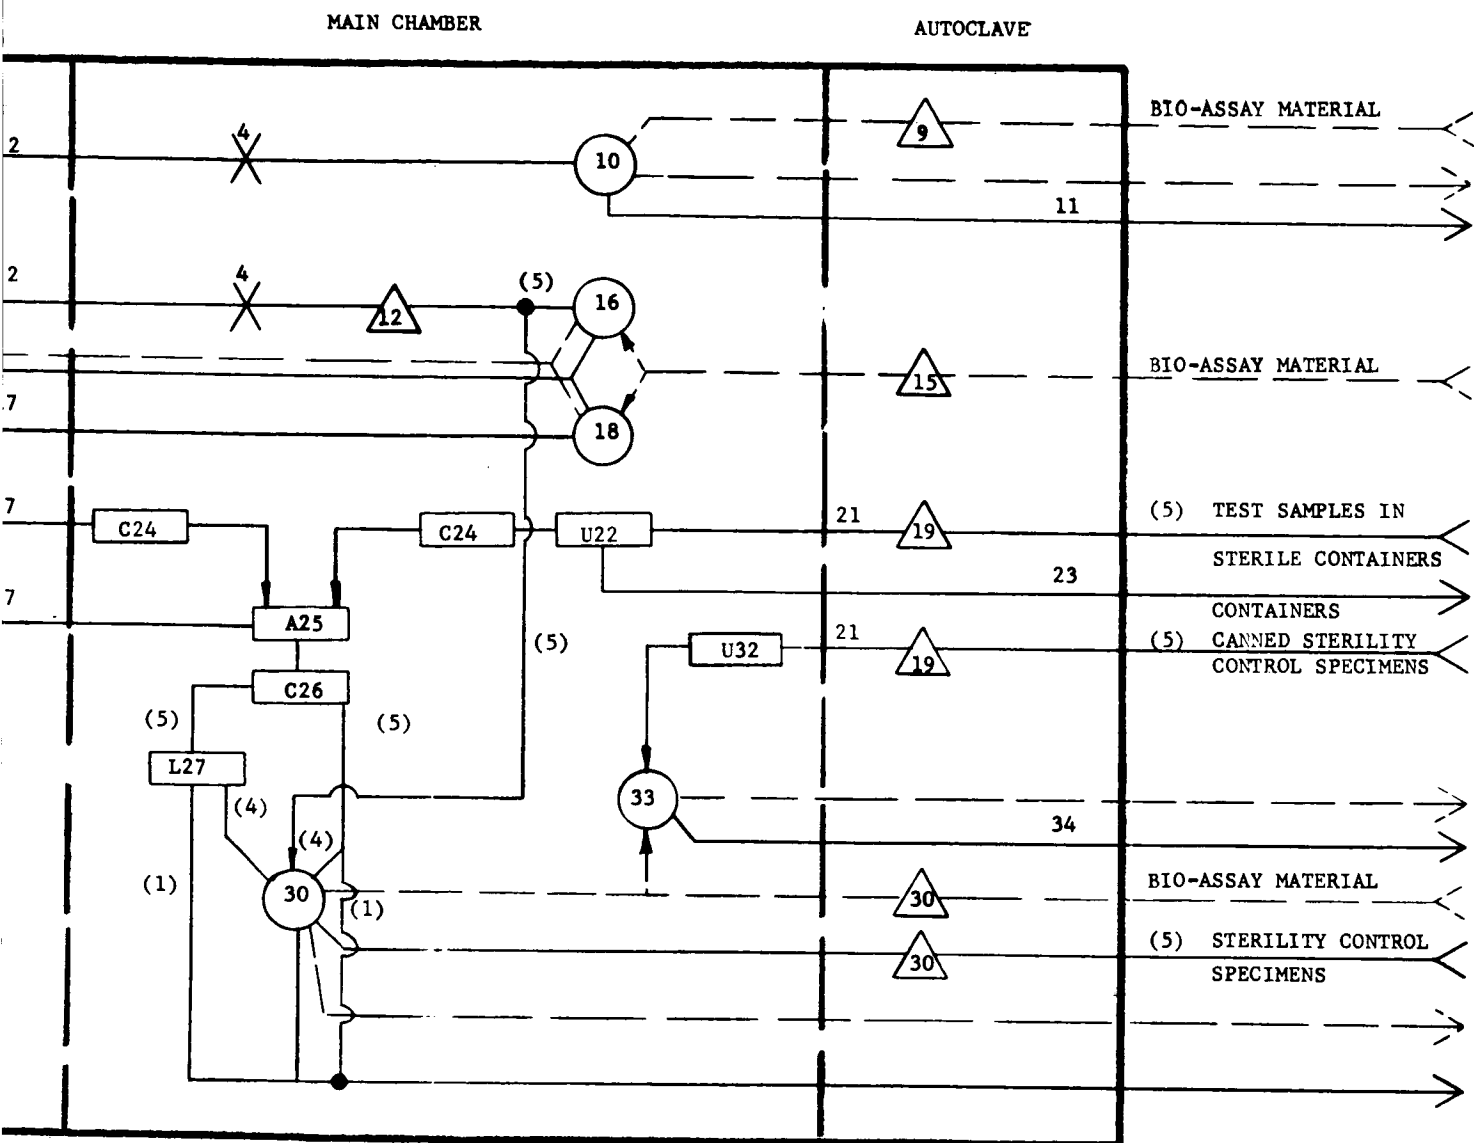 MAIN CHAMBER
AUTOCLAVE
BIO-ASSAY MATERIAL
4
9
2
10
11
2
4
(5)
16
12
BIO-ASSAY MATERIAL
15
7
18
7
C24
C24
U22
21
19
(5) TEST SAMPLES IN
STERILE CONTAINERS
23
7
A25
CONTAINERS
(5)
U32
21
19
(5) CANNED STERILITY
CONTROL SPECIMENS
C26
(5)
(5)
L27
(4)
33
34
(4)
(1)
30
(1)
30
BIO-ASSAY MATERIAL
30
(5) STERILITY CONTROL
SPECIMENS